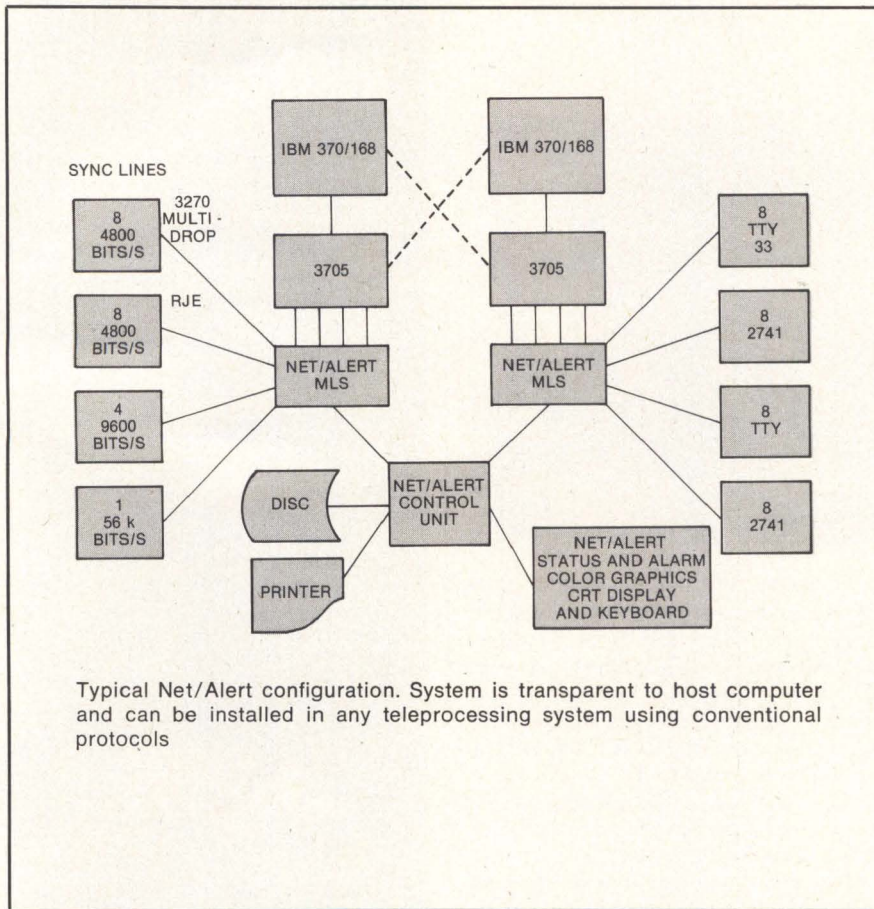 IBM 370/168
IBM 370/168
SYNC LINES
8
4800
BITS/S
3270
MULTI -
DROP
8
TTY
33
3705
3705
8
4800
BITS/S
RJE
8
2741
NET/ALERT
MLS
NET/ALERT
MLS
4
9600
BITS/S
8
TTY
1
56 k
BITS/S
DISC
NET/ALERT
CONTROL
UNIT
8
2741
PRINTER
NET/ALERT
STATUS AND ALARM
COLOR GRAPHICS
CRT DISPLAY
AND KEYBOARD
Typical Net/Alert configuration. System is transparent to host computer
and can be installed in any teleprocessing system using conventional
protocols